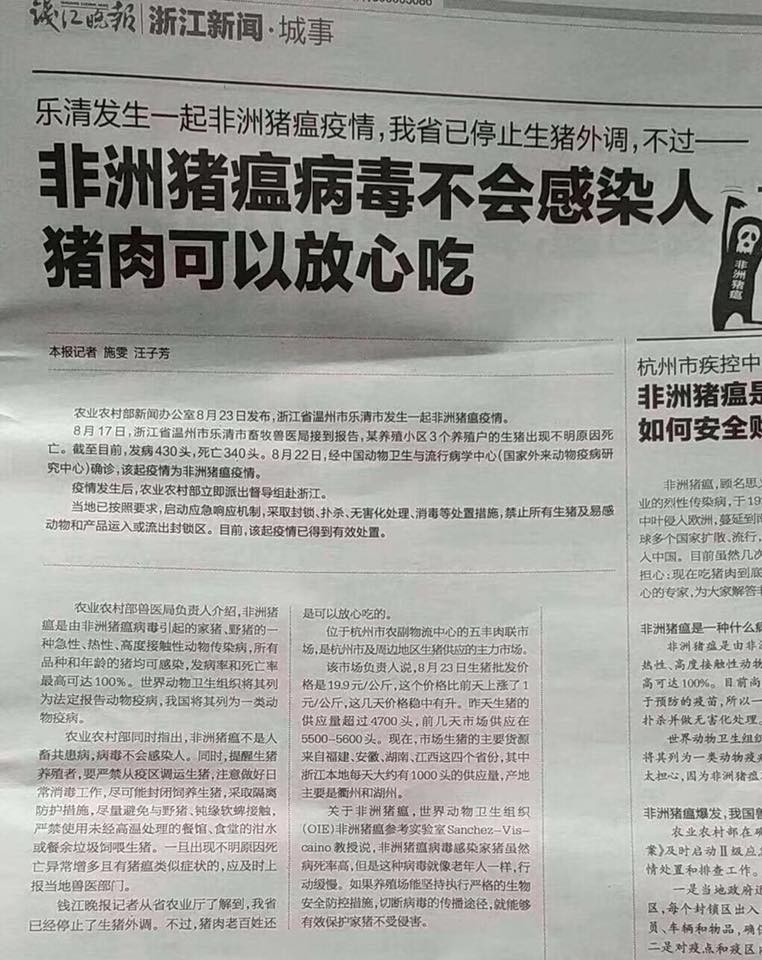 钱江晚报 浙江新闻·城事
乐清发生一起非洲猪瘟疫情,我省已停止生猪外调,不过——
非洲猪瘟病毒不会感染人
猪肉可以放心吃
非洲猪瘟
本报记者 施雯 汪子芳
农业农村部新闻办公室8月23日发布,浙江省温州市乐清市发生一起非洲猪瘟疫情。
8月17日,浙江省温州市乐清市畜牧兽医局接到报告,某养殖小区3个养殖户的生猪出现不明原因死
亡。截至目前,发病430头,死亡340头。8月22日,经中国动物卫生与流行病学中心(国家外来动物疫病研
究中心)确诊,该起疫情为非洲猪瘟疫情。
疫情发生后,农业农村部立即派出督导组赴浙江。
当地已按照要求,启动应急响应机制,采取封锁、扑杀、无害化处理、消毒等处置措施,禁止所有生猪及易感
动物和产品运入或流出封锁区。目前,该起疫情已得到有效处置。
农业农村部兽医局负责人介绍,非洲猪
瘟是由非洲猪瘟病毒引起的家猪、野猪的一
种急性、热性、高度接触性动物传染病,所有
品种和年龄的猪均可感染,发病率和死亡率
最高可达100%。世界动物卫生组织将其列
为法定报告动物疫病,我国将其列为一类动
物疫病。
农业农村部同时指出,非洲猪瘟不是人
畜共患病,病毒不会感染人。同时,提醒生猪
养殖者,要严禁从疫区调运生猪,注意做好日
常消毒工作,尽可能封闭饲养生猪,采取隔离
防护措施,尽量避免与野猪、钝缘软蜱接触,
严禁使用未经高温处理的餐馆、食堂的泔水
或餐余垃圾饲喂生猪。一旦出现不明原因死
亡异常增多且有猪瘟类似症状的,应及时上
报当地兽医部门。
钱江晚报记者从省农业厅了解到,我省
已经停止了生猪外调。不过,猪肉老百姓还
是可以放心吃的。
位于杭州市农副物流中心的五丰肉联市
场,是杭州市及周边地区生猪供应的主力市场。
该市场负责人说,8月23日生猪批发价
格是19.9元/公斤,这个价格比前天上涨了1
元/公斤,这几天价格稳中有升。昨天生猪的
供应量超过4700头,前几天市场供应在
5500-5600头。现在,市场生猪的主要货源
来自福建、安徽、湖南、江西这四个省份,其中
浙江本地每天大约有1000头的供应量,产地
主要是衢州和湖州。
关于非洲猪瘟,世界动物卫生组织
(OIE)非洲猪瘟参考实验室Sanchez-Vis-
caino教授说,非洲猪瘟病毒感染家猪虽然
病死率高,但是这种病毒就像老年人一样,行
动缓慢。如果养殖场能坚持执行严格的生物
安全防控措施,切断病毒的传播途径,就能够
有效保护家猪不受侵害。
杭州市疾控中
非洲猪瘟是
如何安全
非洲猪瘟,顾名思
业的烈性传染病,于19
中叶侵入欧洲,蔓延到南
球多个国家扩散、流行,
入中国。目前虽然几次
担心:现在吃猪肉到底
心的专家,为大家解答
非洲猪瘟是一种什么病
非洲猪瘟是由非
热性、高度接触性动物
高可达100%。目前尚
于预防的疫苗,所以一
扑杀并做无害化处理。
世界动物卫生组织
将其列为一类动物疫
太担心,因为非洲猪瘟
非洲猪瘟爆发,我国
农业农村部在
案》及时启动Ⅱ级应
情处置和排查工作。
一是当地政府
区,每个封锁区出入
员、车辆和物品,确
二是对疫点和疫区